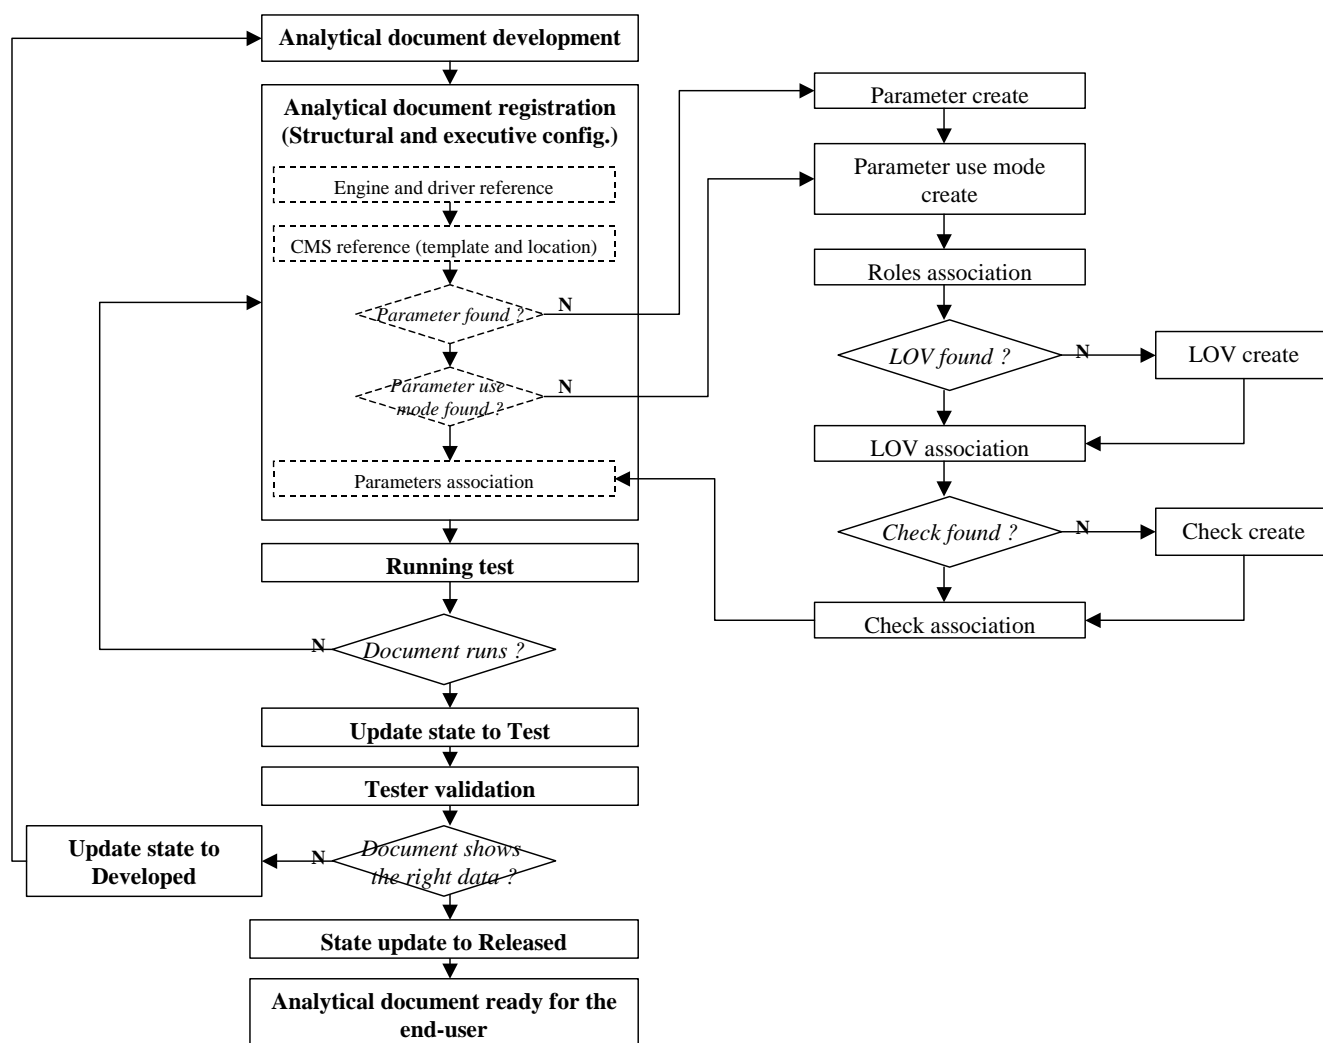 Analytical document development
Analytical document registration
(Structural and executive config.)
Engine and driver reference
CMS reference (template and location)
Parameter found ?
N
Parameter use
mode found ?
N
Parameters association
Running test
Document runs ?
N
Update state to Test
Tester validation
Document shows
the right data ?
N
Update state to
Developed
State update to Released
Analytical document ready for the
end-user
Parameter create
Parameter use mode
create
Roles association
LOV found ?
N
LOV create
LOV association
Check found ?
N
Check create
Check association